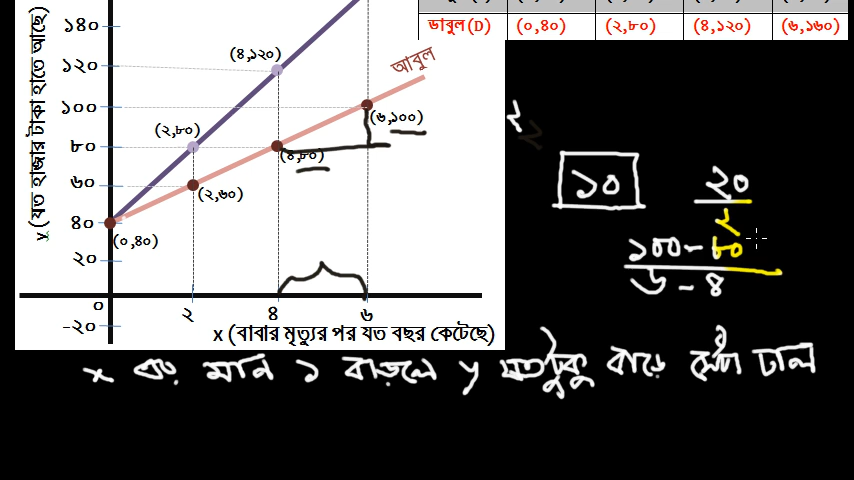 ডাবুল (D) (০,৪০) (২,৮০) (৪,১২০) (৬,১৬০)
y (যত হাজার টাকা হাতে আছে)
১৪০
১২০
১০০
৮০
৬০
৪০
২০
০
-২০
(৪,১২০)
আবুল
(২,৮০)
(৬,১০০)
(৪,৮০)
(২,৬০)
(০,৪০)
২ ৪ ৬
x (বাবার মৃত্যুর পর যত বছর কেটেছে)
২
১০
২০
২
১০০ - ৮০
৬ - ৪
x এর মান ১ বাড়লে y যতটুকু বাড়ে সেটা ঢাল